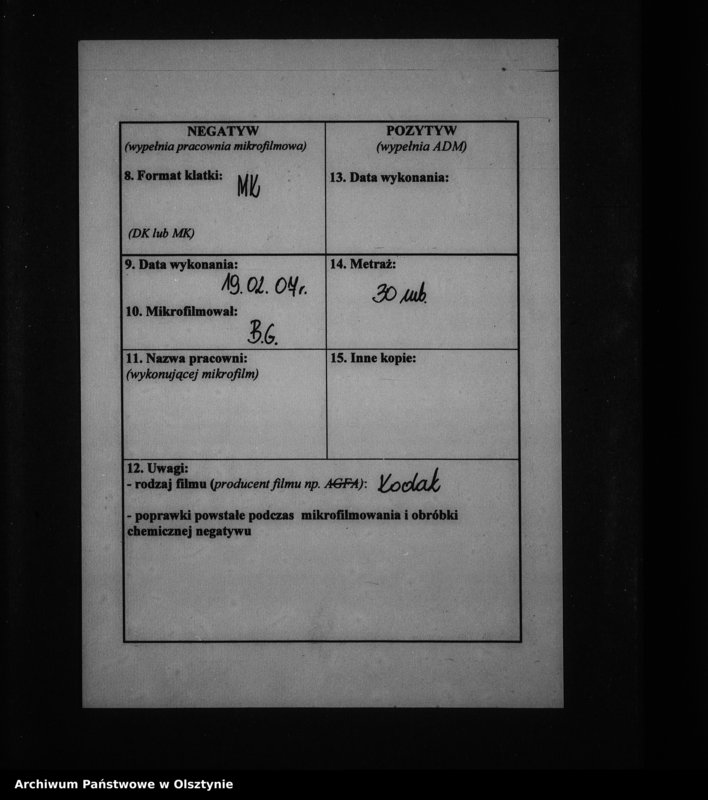 NEGATYW
(wypełnia pracownia mikrofilmowa)
8. Format klatki: MK
(DK lub MK)
POZYTYW
(wypełnia ADM)
13. Data wykonania:
9. Data wykonania:
19.02.04r.
10. Mikrofilmował:
B.G.
14. Metraż:
30 mb.
11. Nazwa pracowni:
(wykonującej mikrofilm)
15. Inne kopie:
12. Uwagi:
- rodzaj filmu (producent filmu np. AGFA): Kodak
- poprawki powstałe podczas mikrofilmowania i obróbki
chemicznej negatywu
Archiwum Państwowe w Olsztynie